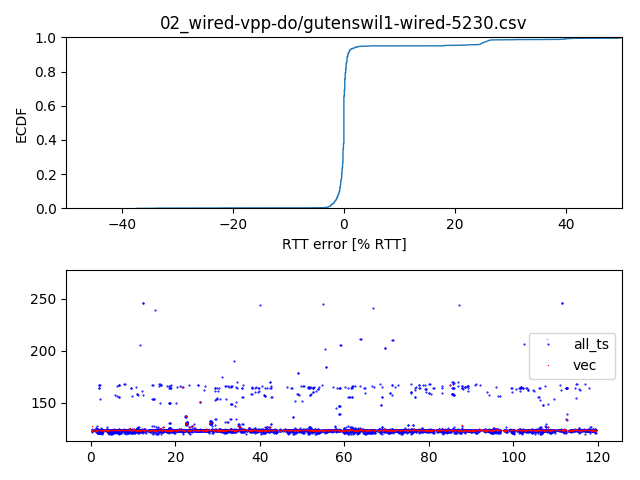 02_wired-vpp-do/gutenswil1-wired-5230.csv
1.0
0.8
0.6
0.4
0.2
0.0
ECDF
−40 −20 0 20 40
RTT error [% RTT]
250
200
150
all_ts
vec
0 20 40 60 80 100 120